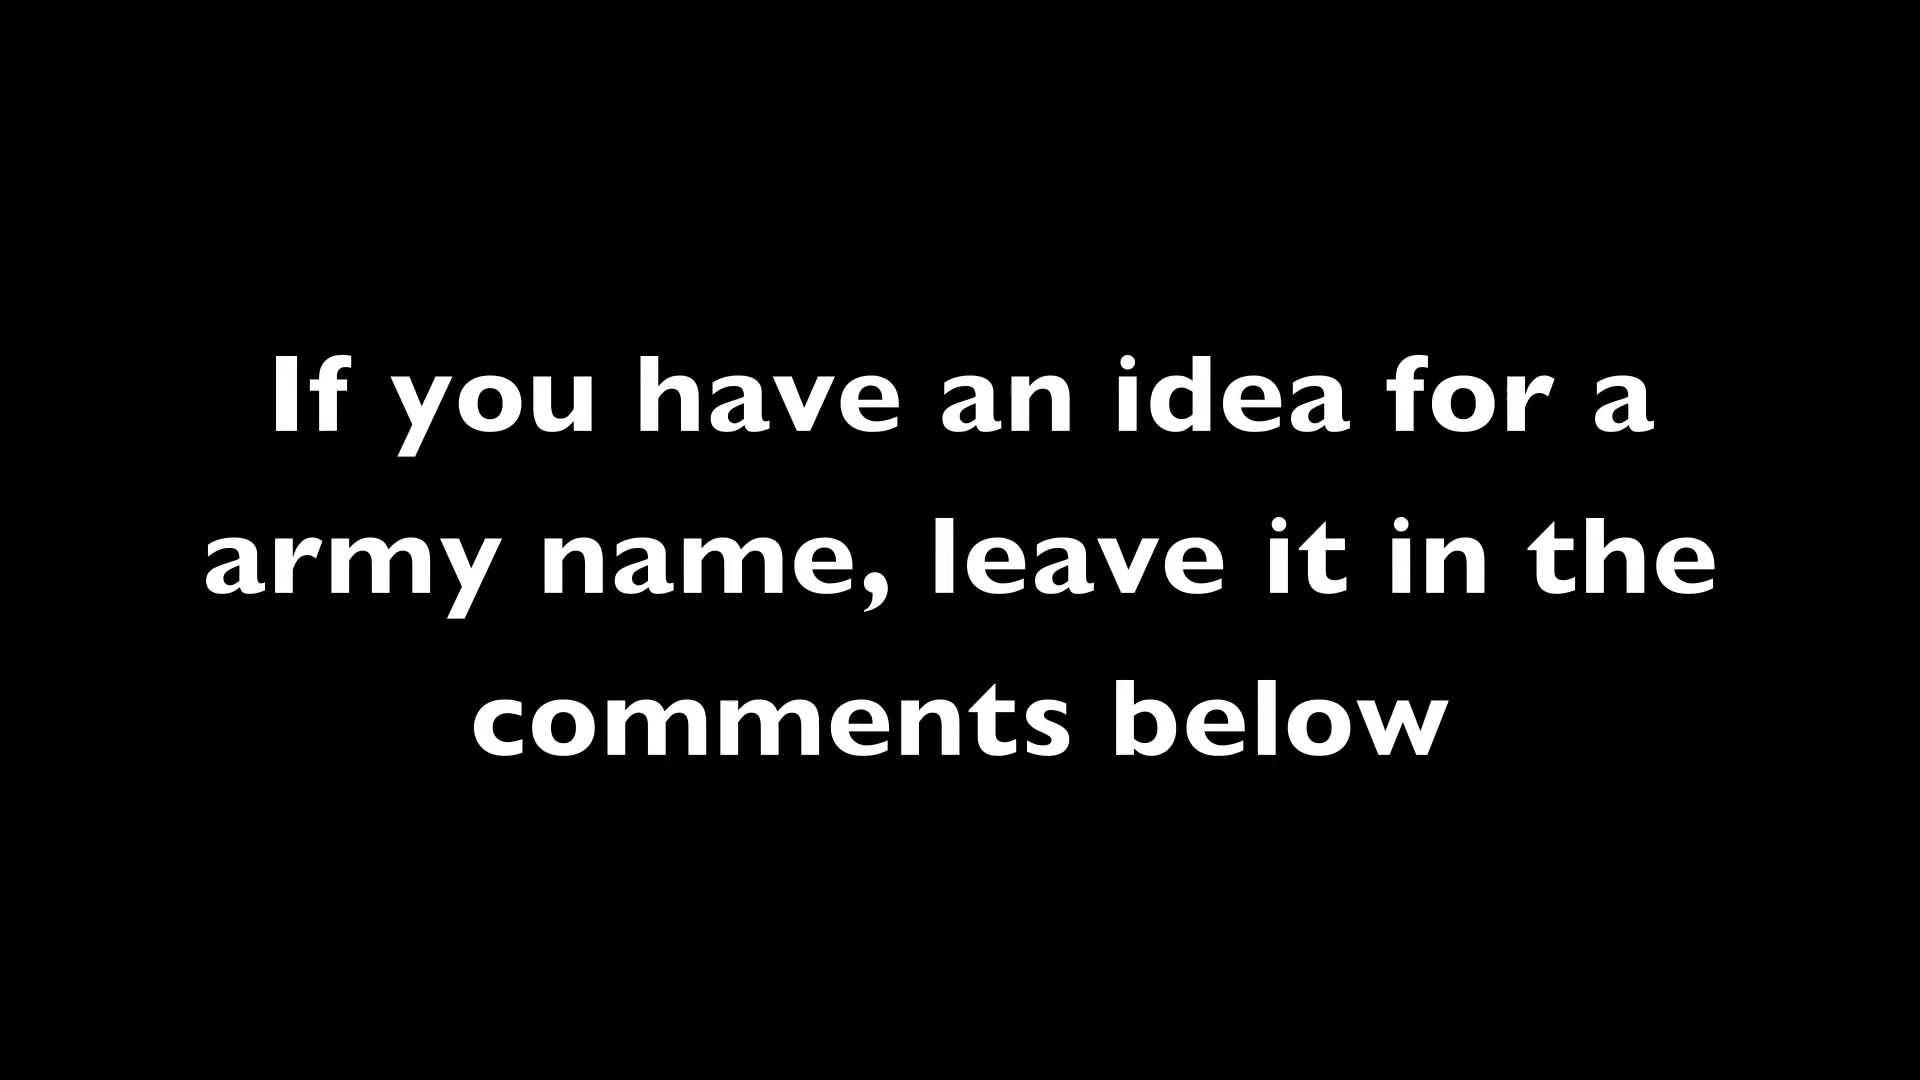 If you have an idea for a
army name, leave it in the
comments below